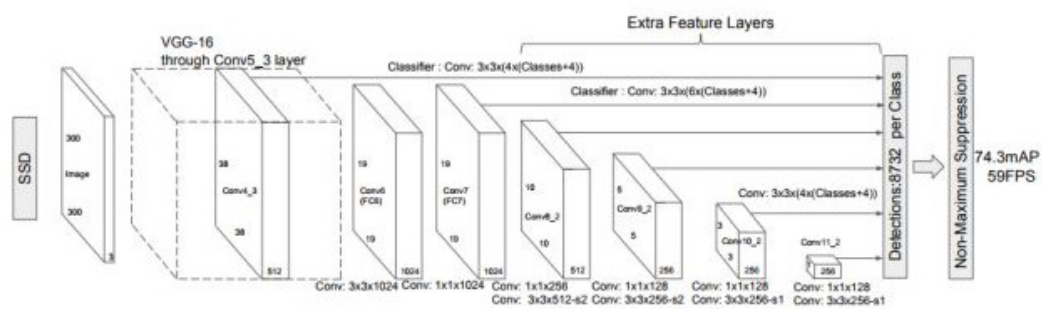 Extra Feature Layers
VGG-16
through Conv5_3 layer
Classifier : Conv: 3x3x(4x(Classes+4))
Classifier : Conv: 3x3x(6x(Classes+4))
SSD
300
Image
300
3
38
Conv4_3
38
512
19
Conv6
(FC6)
19
1024
19
Conv7
(FC7)
19
1024
10
Conv8_2
10
512
5
Conv9_2
5
256
Conv: 3x3x(4x(Classes+4))
3
Conv10_2
3
256
Conv11_2
256
Detections:8732 per Class
Non-Maximum Suppression
74.3mAP
59FPS
Conv: 3x3x1024
Conv: 1x1x1024
Conv: 1x1x256
Conv: 3x3x512-s2
Conv: 1x1x128
Conv: 3x3x256-s2
Conv: 1x1x128
Conv: 3x3x256-s1
Conv: 1x1x128
Conv: 3x3x256-s1